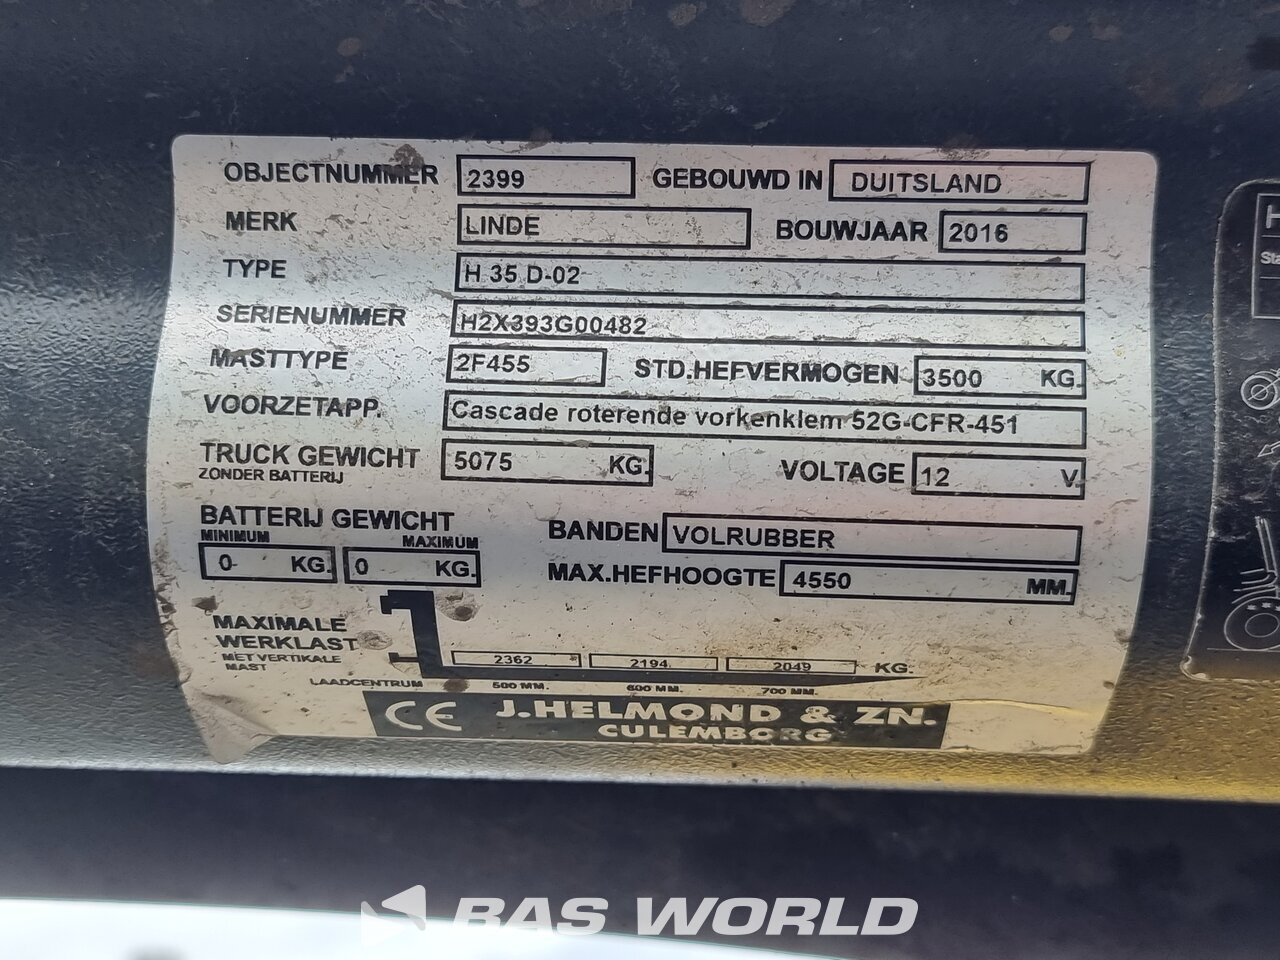 OBJECTNUMMER 2399 GEBOUWD IN DUITSLAND
MERK LINDE BOUWJAAR 2016
TYPE H 35 D-02
SERIENUMMER H2X393G00482
MASTTYPE 2F455 STD.HEFVERMOGEN 3500 KG.
VOORZETAPP. Cascade roterende vorkenklem 52G-CFR-451
TRUCK GEWICHT 5075 KG. VOLTAGE 12 V.
ZONDER BATTERIJ
BATTERIJ GEWICHT BANDEN VOLRUBBER
MINIMUM MAXIMUM
0 KG. 0 KG. MAX.HEFHOOGTE 4550 MM.
MAXIMALE
WERKLAST
MET VERTIKALE
MAST
2362 2194 2049 KG.
LAADCENTRUM 500 MM. 600 MM. 700 MM.
CE J.HELMOND & ZN.
CULEMBORG
BAS WORLD